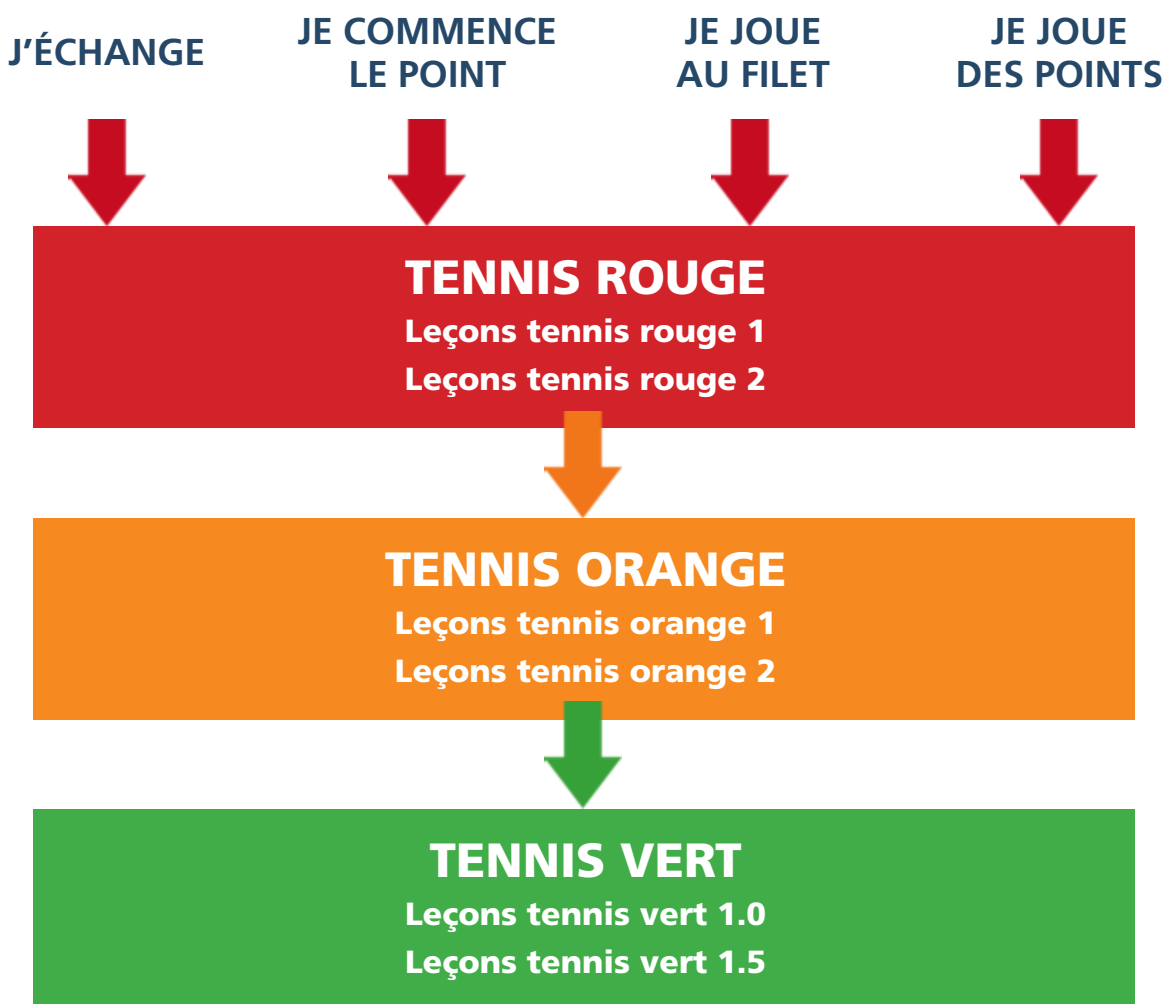 J’ÉCHANGE
JE COMMENCE
LE POINT
JE JOUE
AU FILET
JE JOUE
DES POINTS
TENNIS ROUGE
Leçons tennis rouge 1
Leçons tennis rouge 2
TENNIS ORANGE
Leçons tennis orange 1
Leçons tennis orange 2
TENNIS VERT
Leçons tennis vert 1.0
Leçons tennis vert 1.5